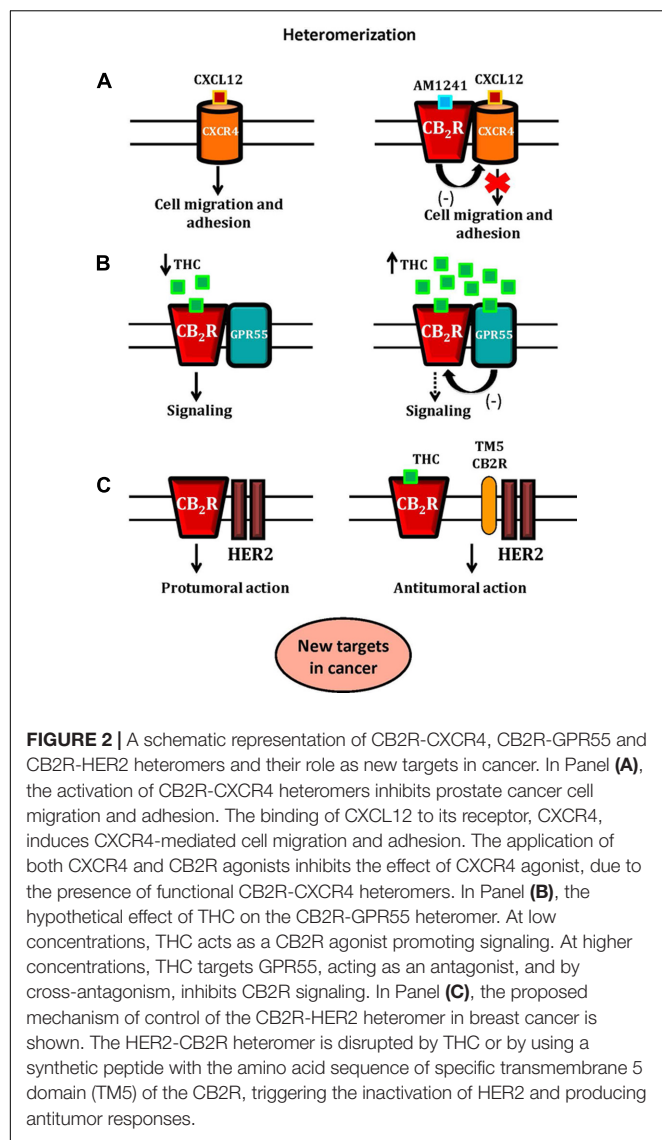 Heteromerization
A
CXCL12
CXCR4
Cell migration and
adhesion
AM1241
CXCL12
CB₂R
CXCR4
(-)
Cell migration and
adhesion
B
THC
CB₂R
GPR55
Signaling
THC
CB₂R
GPR55
Signaling
(-)
C
CB₂R
HER2
Protumoral action
THC
TM5
CB2R
CB₂R
HER2
Antitumoral action
New targets
in cancer
FIGURE 2 | A schematic representation of CB2R-CXCR4, CB2R-GPR55 and
CB2R-HER2 heteromers and their role as new targets in cancer. In Panel (A),
the activation of CB2R-CXCR4 heteromers inhibits prostate cancer cell
migration and adhesion. The binding of CXCL12 to its receptor, CXCR4,
induces CXCR4-mediated cell migration and adhesion. The application of
both CXCR4 and CB2R agonists inhibits the effect of CXCR4 agonist, due to
the presence of functional CB2R-CXCR4 heteromers. In Panel (B), the
hypothetical effect of THC on the CB2R-GPR55 heteromer. At low
concentrations, THC acts as a CB2R agonist promoting signaling. At higher
concentrations, THC targets GPR55, acting as an antagonist, and by
cross-antagonism, inhibits CB2R signaling. In Panel (C), the proposed
mechanism of control of the CB2R-HER2 heteromer in breast cancer is
shown. The HER2-CB2R heteromer is disrupted by THC or by using a
synthetic peptide with the amino acid sequence of specific transmembrane 5
domain (TM5) of the CB2R, triggering the inactivation of HER2 and producing
antitumor responses.